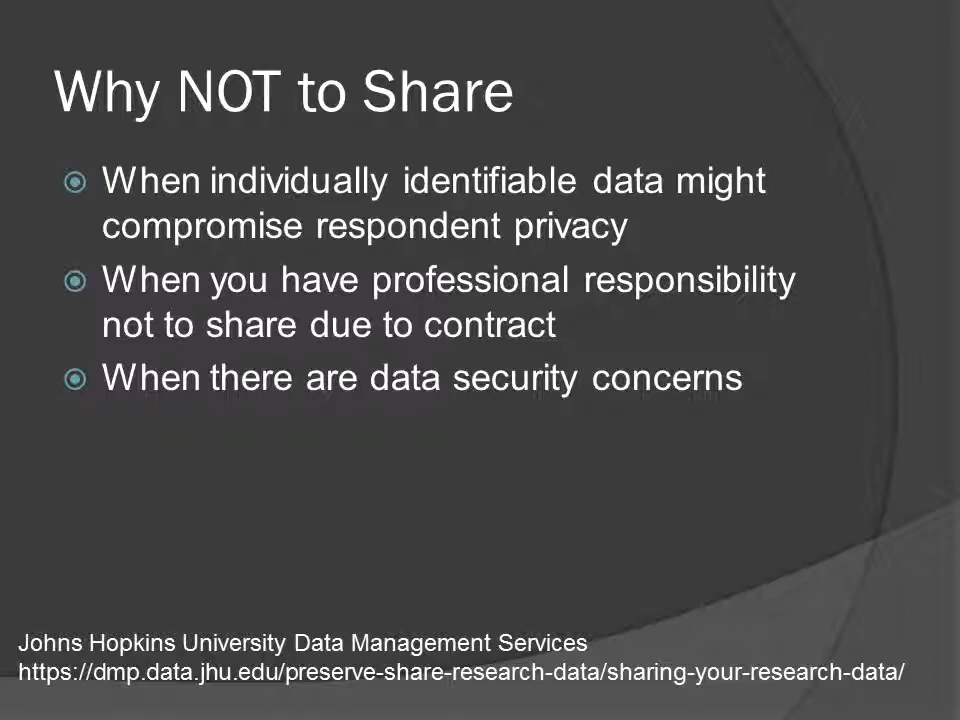 Why NOT to Share
When individually identifiable data might
compromise respondent privacy
When you have professional responsibility
not to share due to contract
When there are data security concerns
Johns Hopkins University Data Management Services
https://dmp.data.jhu.edu/preserve-share-research-data/sharing-your-research-data/